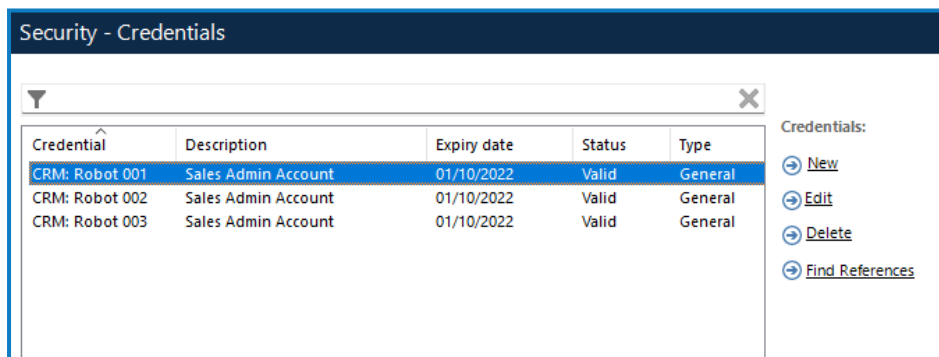 Security - Credentials
Credential Description Expiry date Status Type
CRM: Robot 001 Sales Admin Account 01/10/2022 Valid General
CRM: Robot 002 Sales Admin Account 01/10/2022 Valid General
CRM: Robot 003 Sales Admin Account 01/10/2022 Valid General
Credentials:
New
Edit
Delete
Find References